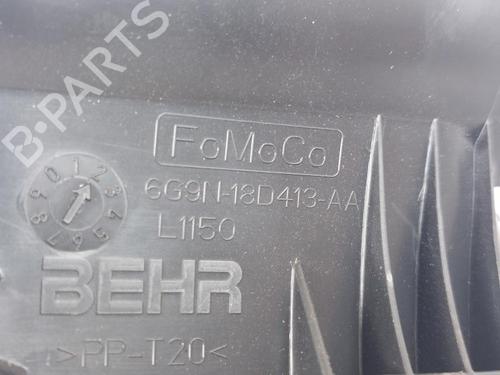 B-PARTS
FoMoCo
6G9N-18D413-AA
L1150
BEHR
>PP-T20<